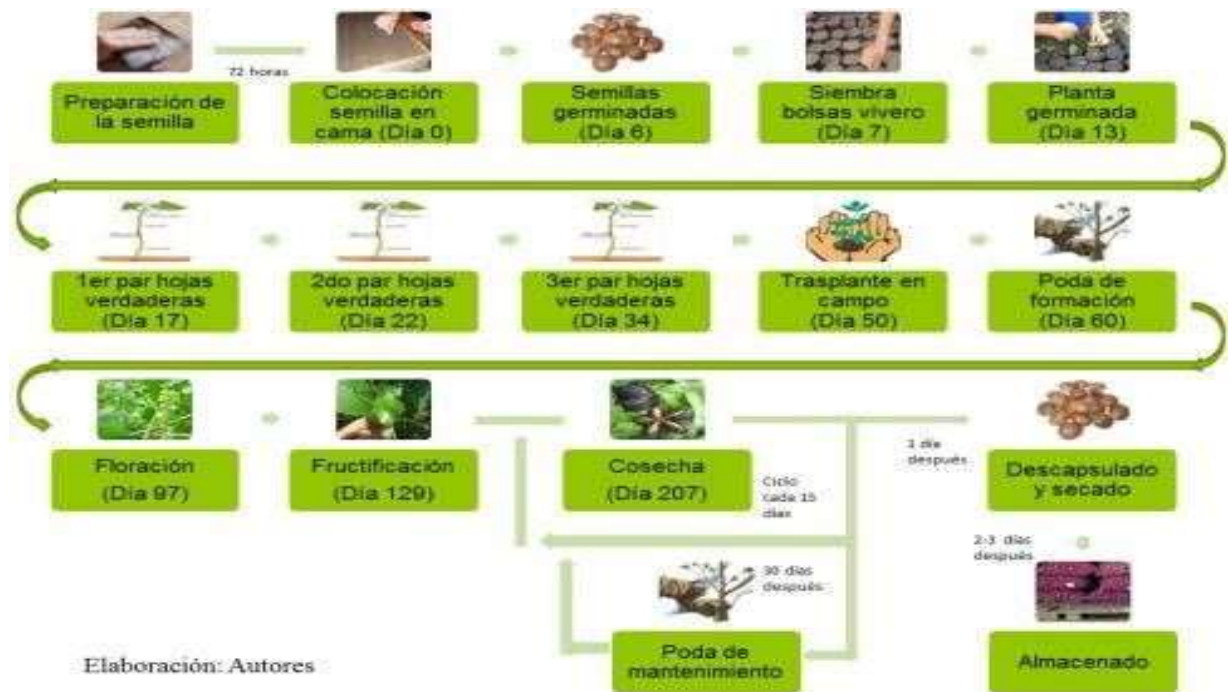 72 horas
Preparación de
la semilla
Colocación
semilla en
cama (Día 0)
Semillas
germinadas
(Día 6)
Siembra
bolsas vivero
(Día 7)
Planta
germinada
(Día 13)
1er par hojas
verdaderas
(Día 17)
2do par hojas
verdaderas
(Día 22)
3er par hojas
verdaderas
(Día 34)
Trasplante en
campo
(Día 50)
Poda de
formación
(Día 60)
Floración
(Día 97)
Fructificación
(Día 129)
Cosecha
(Día 207)
Ciclo
cada 15
días
día
después
Descapsulado
y secado
30 días
después
2-3 días
después
Poda de
mantenimiento
Almacenado
Elaboración: Autores